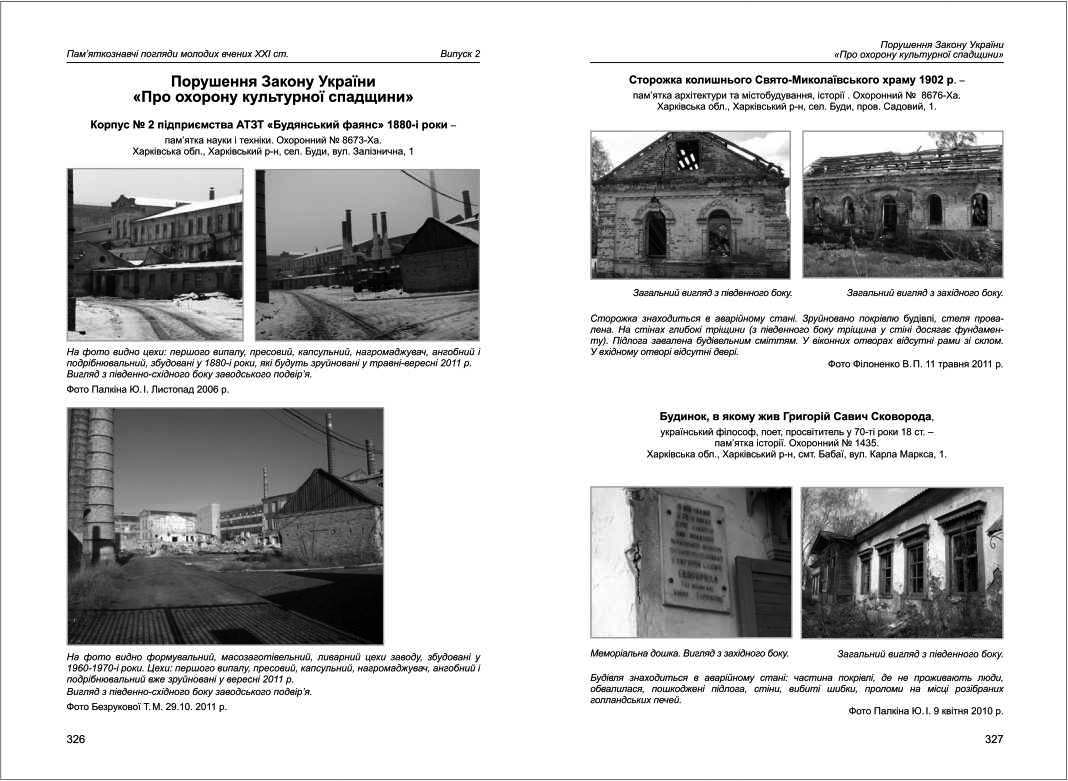 Пам'яткознавчі погляди молодих вчених ХХІ ст.
Випуск 2
Порушення Закону України
«Про охорону культурної спадщини»
Корпус № 2 підприємства АТЗТ «Будянський фаянс» 1880-і роки –
пам'ятка науки і техніки. Охоронний № 8673-Ха.
Харківська обл., Харківський р-н, сел. Буди, вул. Залізнична, 1
На фото видно цехи: першого випалу, пресовий, капсульний, нагромаджувач, ангобний і
подрібнювальний, збудовані у 1880-і роки, які будуть зруйновані у травні-вересні 2011 р.
Вигляд з південно-східного боку заводського подвір'я.
Фото Палкіна Ю. І. Листопад 2006 р.
На фото видно формувальний, масозаготівельний, ливарний цехи заводу, збудовані у
1960-1970-і роки. Цехи: першого випалу, пресовий, капсульний, нагромаджувач, ангобний і
подрібнювальний вже зруйновані у вересні 2011 р.
Вигляд з південно-східного боку заводського подвір'я.
Фото Безрукової Т. М. 29.10. 2011 р.
326
Порушення Закону України
«Про охорону культурної спадщини»
Сторожка колишнього Свято-Миколаївського храму 1902 р. –
пам'ятка архітектури та містобудування, історії . Охоронний № 8676-Ха.
Харківська обл., Харківський р-н, сел. Буди, пров. Садовий, 1.
Загальний вигляд з південного боку.
Загальний вигляд з західного боку.
Сторожка знаходиться в аварійному стані. Зруйновано покрівлю будівлі, стеля прова-
лена. На стінах глибокі тріщини (з південного боку тріщина у стіні досягає фундамен-
ту). Підлога завалена будівельним сміттям. У віконних отворах відсутні рами зі склом.
У вхідному отворі відсутні двері.
Фото Філоненко В. П. 11 травня 2011 р.
Будинок, в якому жив Григорій Савич Сковорода,
український філософ, поет, просвітитель у 70-ті роки 18 ст. –
пам'ятка історії. Охоронний № 1435.
Харківська обл., Харківський р-н, смт. Бабаї, вул. Карла Маркса, 1.
СКОВОРОДА
Меморіальна дошка. Вигляд з західного боку.
Загальний вигляд з південного боку.
Будівля знаходиться в аварійному стані: частина покрівлі, де не проживають люди,
обвалилася, пошкоджені підлога, стіни, вибиті шибки, проломи на місці розібраних
голландських печей.
Фото Палкіна Ю. І. 9 квітня 2010 р.
327